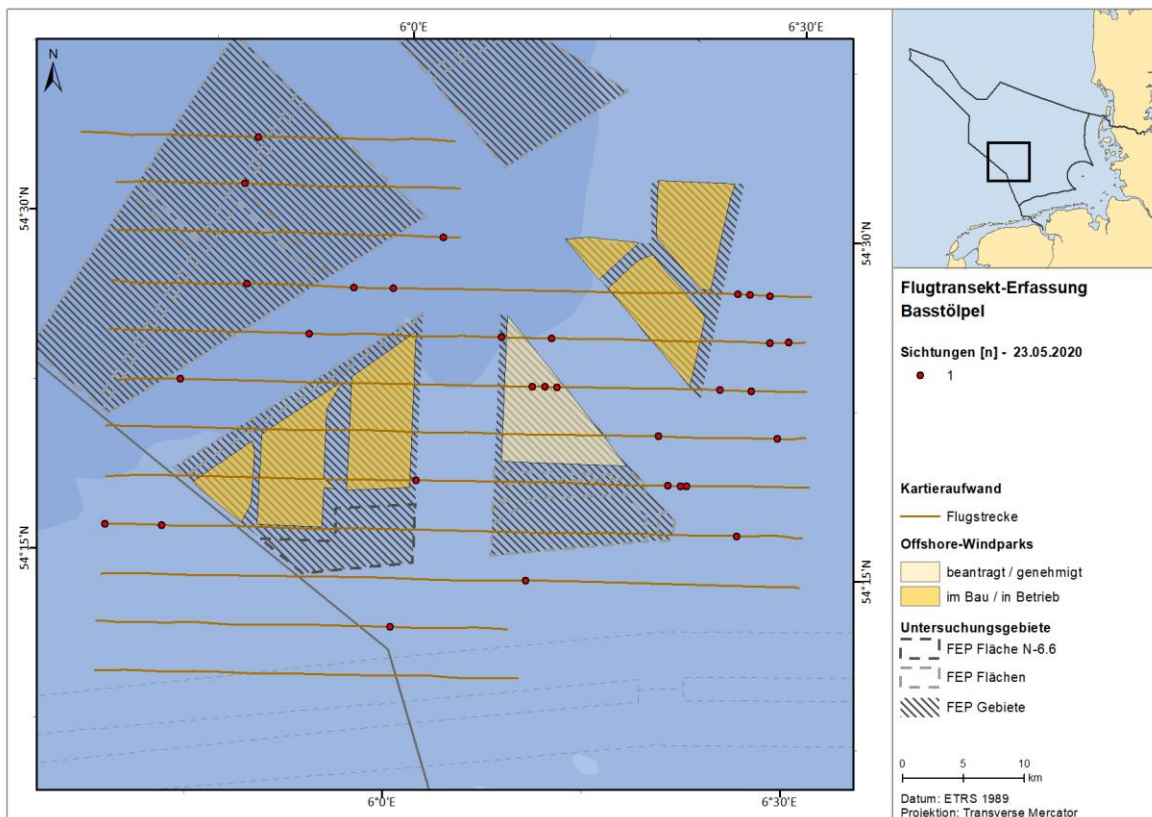 6°0'E
6°30'E
N
54°30'N
54°30'N
54°15'N
54°15'N
6°0'E
6°30'E
Flugtransekt-Erfassung
Basstölpel
Sichtungen [n] - 23.05.2020
1
Kartieraufwand
Flugstrecke
Offshore-Windparks
beantragt / genehmigt
im Bau / in Betrieb
Untersuchungsgebiete
FEP Fläche N-6.6
FEP Flächen
FEP Gebiete
0 5 10
km
Datum: ETRS 1989
Projektion: Transverse Mercator